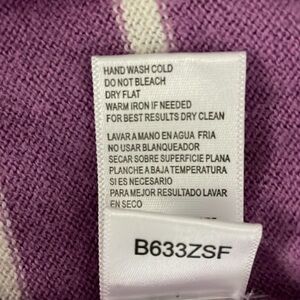 HAND WASH COLD
DO NOT BLEACH
DRY FLAT
WARM IRON IF NEEDED
FOR BEST RESULTS DRY CLEAN
LAVAR A MANO EN AGUA FRIA
NO USAR BLANQUEADOR
SECAR SOBRE SUPERFICIE PLANA
PLANCHE A BAJA TEMPERATURA
SI ES NECESARIO
PARA MEJOR RESULTADO LAVAR
EN SECO
B633ZSF